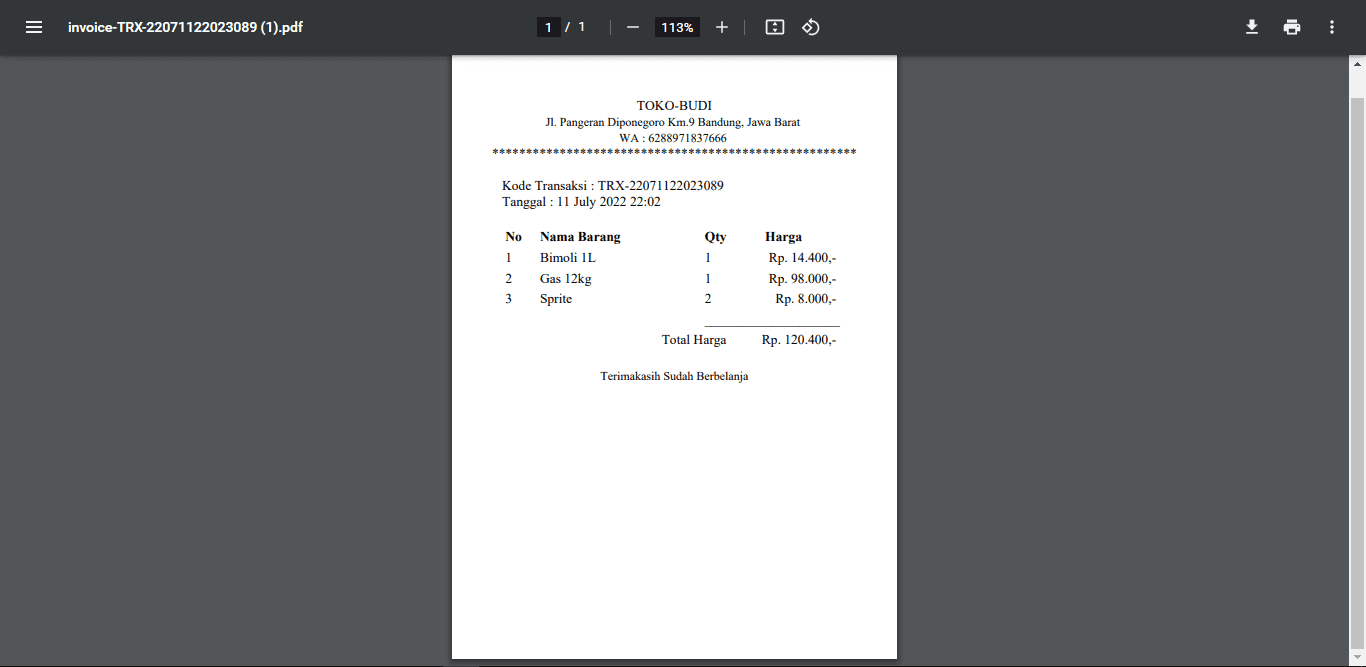 invoice-TRX-22071122023089 (1).pdf
1 / 1
113%
TOKO-BUDI
Jl. Pangeran Diponegoro Km.9 Bandung, Jawa Barat
WA : 6288971837666
******************************************************
Kode Transaksi : TRX-22071122023089
Tanggal : 11 July 2022 22:02
No Nama Barang Qty Harga
1 Bimoli 1L 1 Rp. 14.400,-
2 Gas 12kg 1 Rp. 98.000,-
3 Sprite 2 Rp. 8.000,-
Total Harga Rp. 120.400,-
Terimakasih Sudah Berbelanja